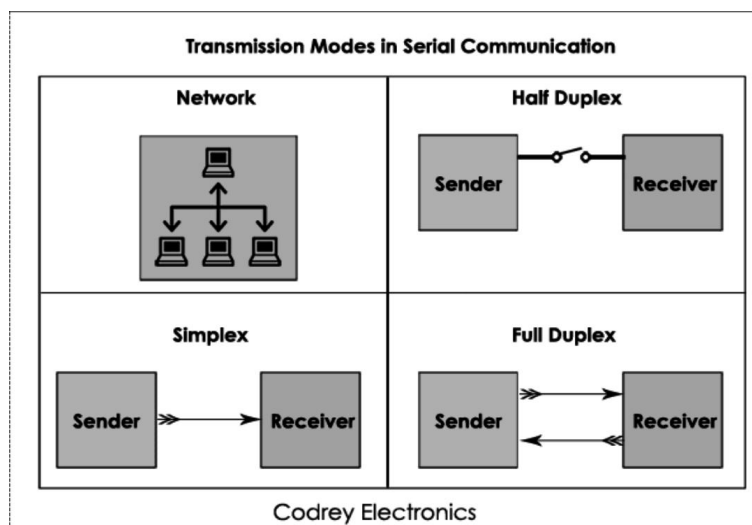 Transmission Modes in Serial Communication
Network
Half Duplex
Sender
Receiver
Simplex
Full Duplex
Sender
Receiver
Sender
Receiver
Codrey Electronics